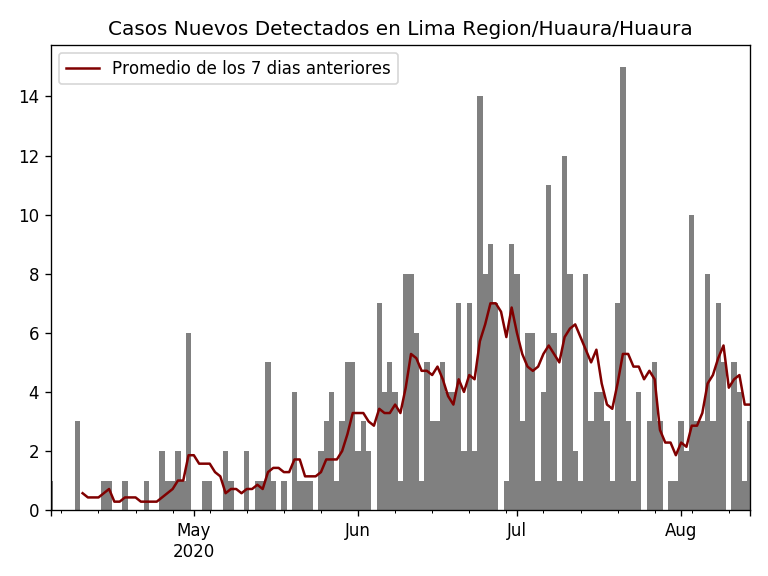 Casos Nuevos Detectados en Lima Region/Huaura/Huaura
Promedio de los 7 dias anteriores
14
12
10
8
6
4
2
0
May
2020
Jun
Jul
Aug